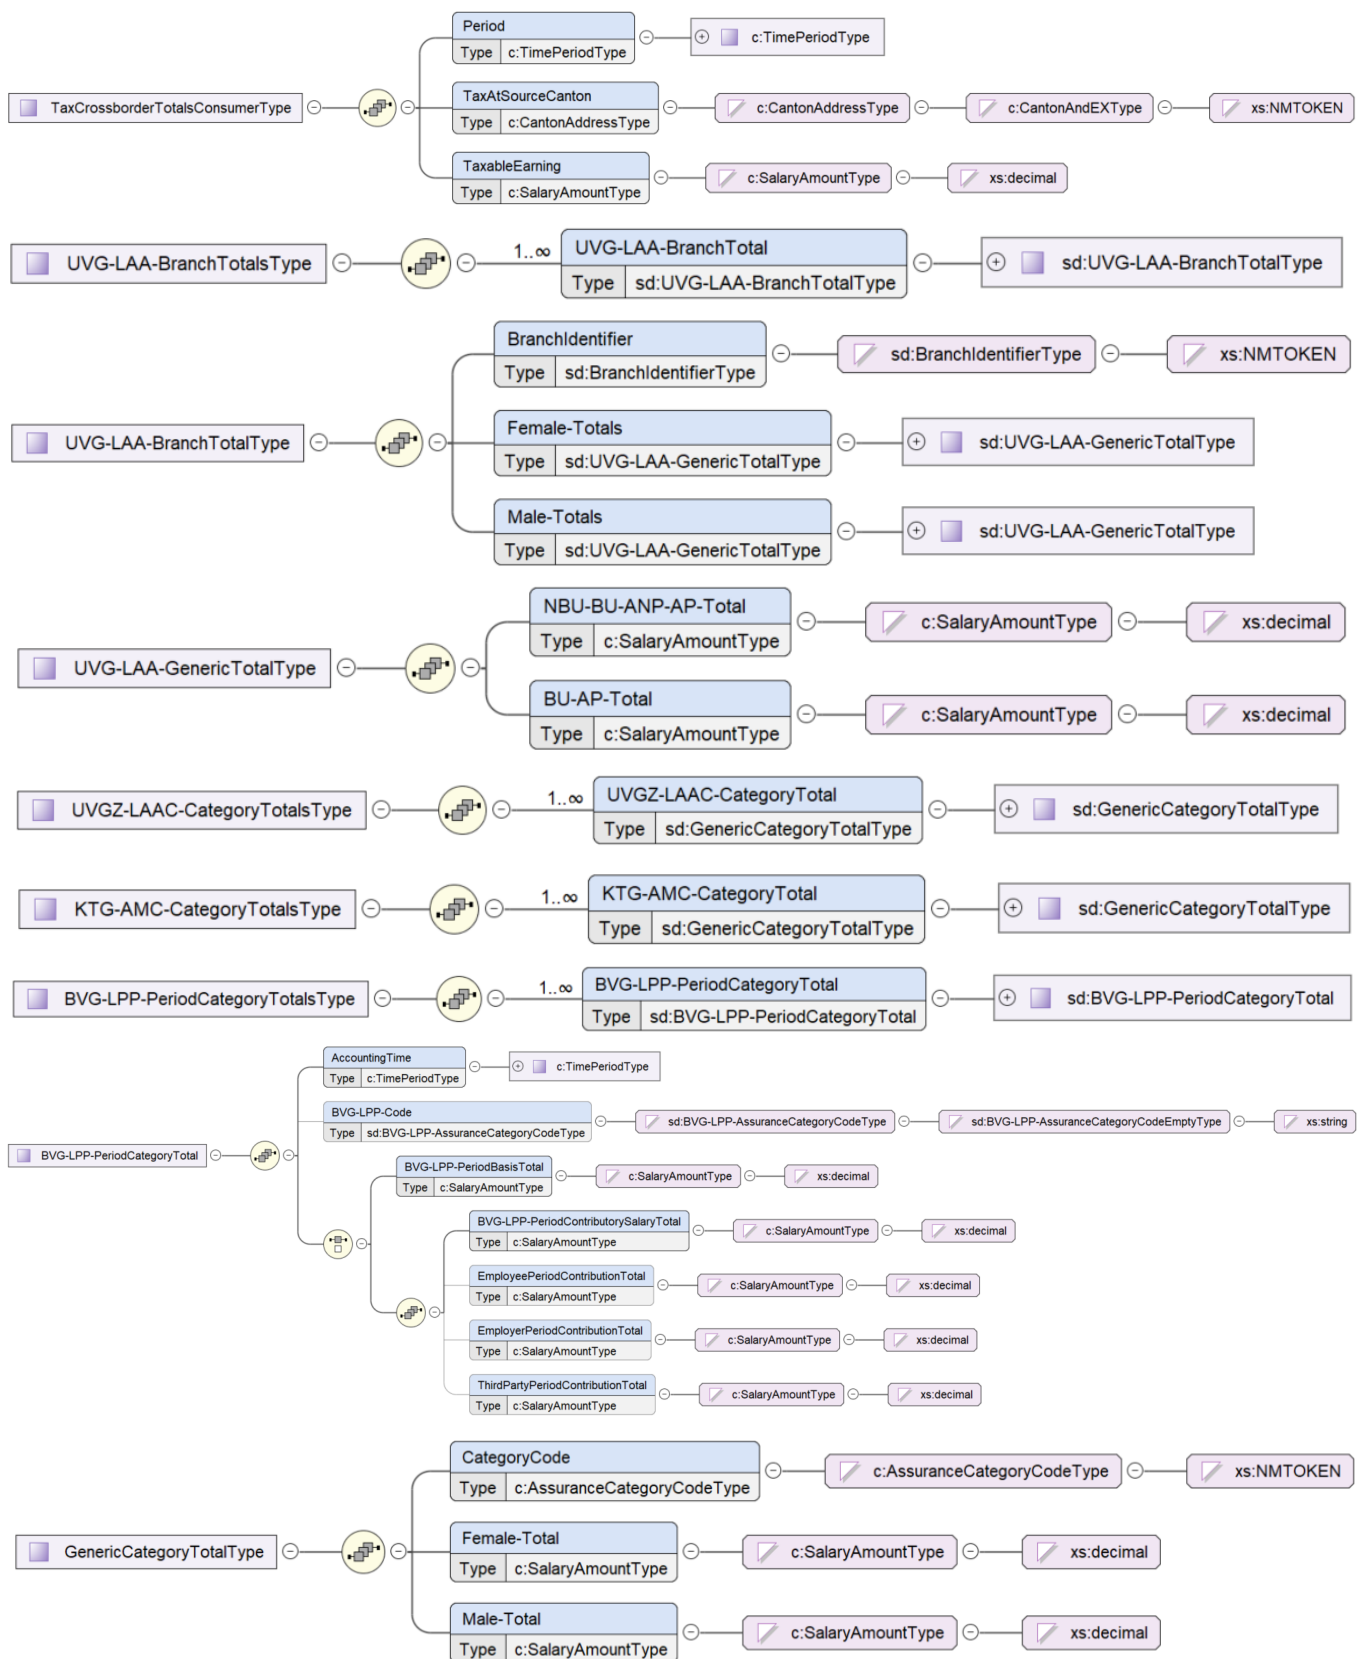 Period
Type c:TimePeriodType
c:TimePeriodType
TaxCrossborderTotalsConsumerType
TaxAtSourceCanton
Type c:CantonAddressType
c:CantonAddressType
c:CantonAndEXType
xs:NMTOKEN
TaxableEarning
Type c:SalaryAmountType
c:SalaryAmountType
xs:decimal
UVG-LAA-BranchTotalsType
1..∞
UVG-LAA-BranchTotal
Type sd:UVG-LAA-BranchTotalType
sd:UVG-LAA-BranchTotalType
BranchIdentifier
Type sd:BranchIdentifierType
sd:BranchIdentifierType
xs:NMTOKEN
UVG-LAA-BranchTotalType
Female-Totals
Type sd:UVG-LAA-GenericTotalType
sd:UVG-LAA-GenericTotalType
Male-Totals
Type sd:UVG-LAA-GenericTotalType
sd:UVG-LAA-GenericTotalType
UVG-LAA-GenericTotalType
NBU-BU-ANP-AP-Total
Type c:SalaryAmountType
c:SalaryAmountType
xs:decimal
BU-AP-Total
Type c:SalaryAmountType
c:SalaryAmountType
xs:decimal
UVGZ-LAAC-CategoryTotalsType
1..∞
UVGZ-LAAC-CategoryTotal
Type sd:GenericCategoryTotalType
sd:GenericCategoryTotalType
KTG-AMC-CategoryTotalsType
1..∞
KTG-AMC-CategoryTotal
Type sd:GenericCategoryTotalType
sd:GenericCategoryTotalType
BVG-LPP-PeriodCategoryTotalsType
1..∞
BVG-LPP-PeriodCategoryTotal
Type sd:BVG-LPP-PeriodCategoryTotal
sd:BVG-LPP-PeriodCategoryTotal
AccountingTime
Type c:TimePeriodType
c:TimePeriodType
BVG-LPP-Code
Type sd:BVG-LPP-AssuranceCategoryCodeType
sd:BVG-LPP-AssuranceCategoryCodeType
sd:BVG-LPP-AssuranceCategoryCodeEmptyType
xs:string
BVG-LPP-PeriodCategoryTotal
BVG-LPP-PeriodBasisTotal
Type c:SalaryAmountType
c:SalaryAmountType
xs:decimal
BVG-LPP-PeriodContributorySalaryTotal
Type c:SalaryAmountType
c:SalaryAmountType
xs:decimal
EmployeePeriodContributionTotal
Type c:SalaryAmountType
c:SalaryAmountType
xs:decimal
EmployerPeriodContributionTotal
Type c:SalaryAmountType
c:SalaryAmountType
xs:decimal
ThirdPartyPeriodContributionTotal
Type c:SalaryAmountType
c:SalaryAmountType
xs:decimal
CategoryCode
Type c:AssuranceCategoryCodeType
c:AssuranceCategoryCodeType
xs:NMTOKEN
GenericCategoryTotalType
Female-Total
Type c:SalaryAmountType
c:SalaryAmountType
xs:decimal
Male-Total
Type c:SalaryAmountType
c:SalaryAmountType
xs:decimal